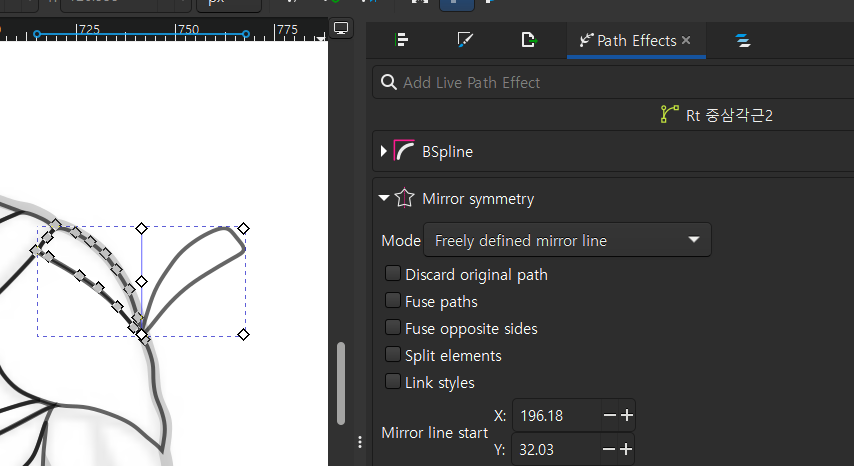 px
725
750
775
Path Effects
Add Live Path Effect
Rt 중삼각근2
BSpline
Mirror symmetry
Mode Freely defined mirror line
Discard original path
Fuse paths
Fuse opposite sides
Split elements
Link styles
X: 196.18
Mirror line start
Y: 32.03